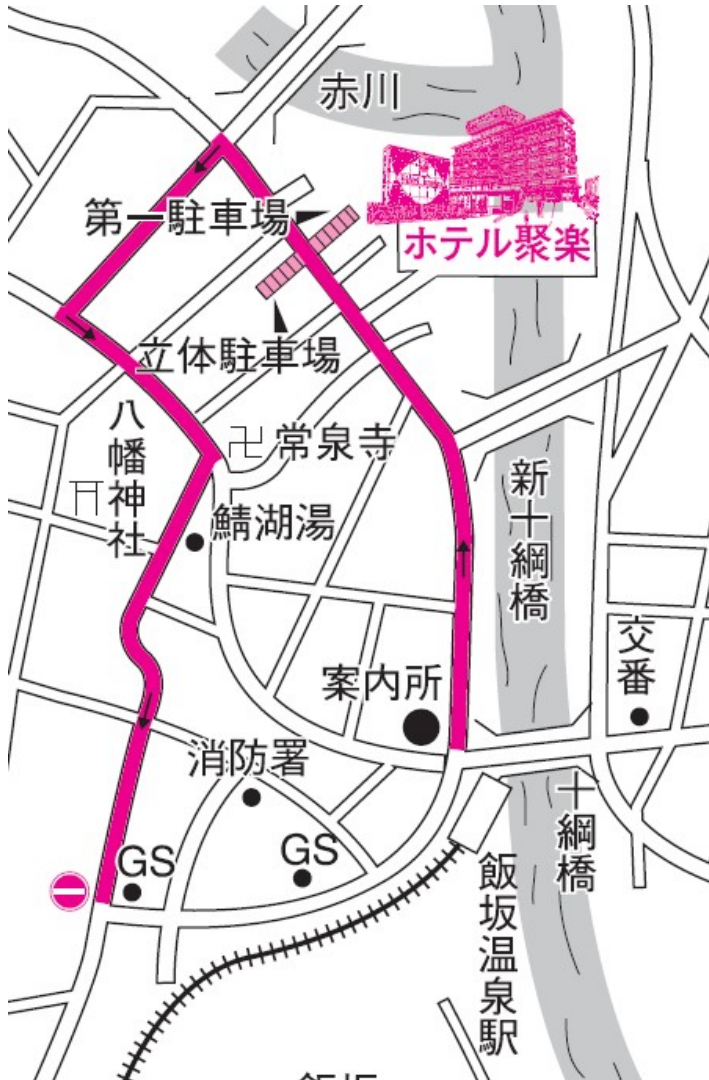 赤川
第一駐車場
ホテル聚楽
立体駐車場
八幡神社
卍 常泉寺
鯖湖湯
新十綱橋
交番
案内所
消防署
十綱橋
GS
GS
飯坂温泉駅